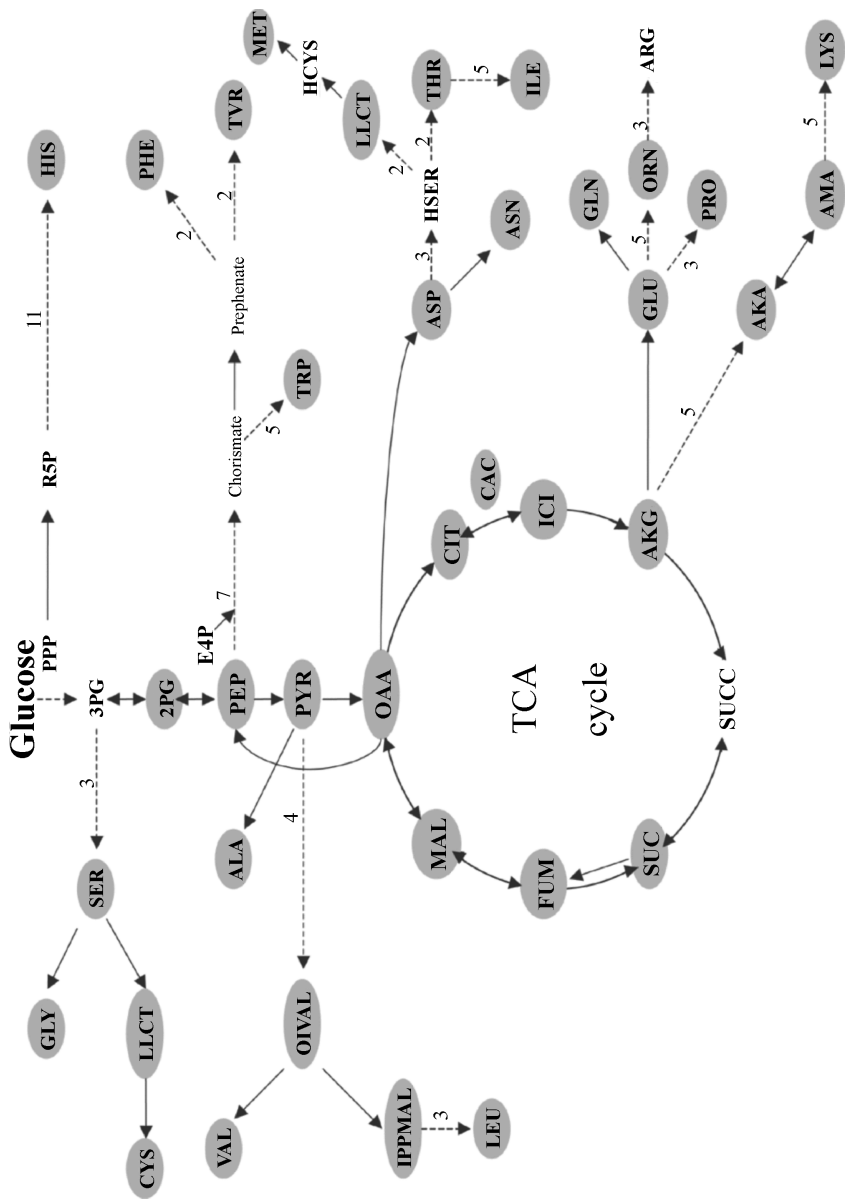 Glucose
GLY
PPP
R5P
11
HIS
SER
3
3PG
CYS
LLCT
2PG
PHE
2
E4P
VAL
ALA
PEP
7
Chorismate
Prephenate
2
TVR
MET
OIVAL
4
PYR
5
TRP
HCYS
LLCT
OAA
2
IPPMAL
3
MAL
ASP
3
HSER
2
THR
CIT
CAC
LEU
5
ASN
TCA
cycle
FUM
ICI
ILE
GLN
SUC
AKG
GLU
5
ORN
3
ARG
3
PRO
5
SUCC
AKA
AMA
5
LYS